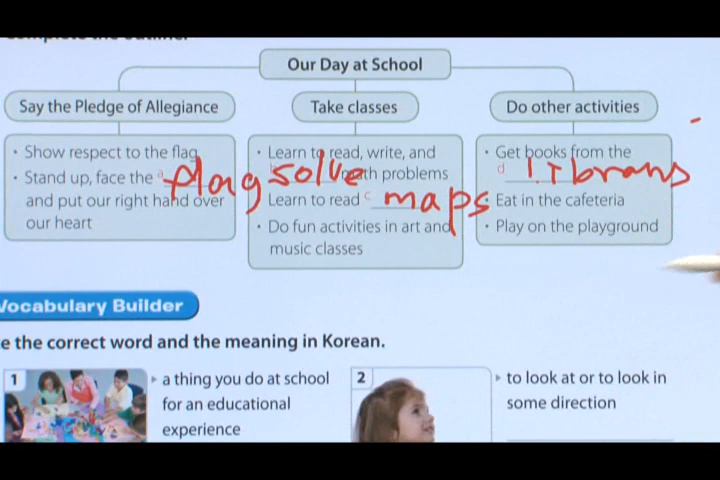 Our Day at School
Say the Pledge of Allegiance
• Show respect to the flag
• Stand up, face the a flag
and put our right hand over
our heart
Take classes
• Learn to read, write, and
solve math problems
Learn to read c maps
• Do fun activities in art and
music classes
Do other activities
• Get books from the
d librans
• Eat in the cafeteria
• Play on the playground
Vocabulary Builder
e the correct word and the meaning in Korean.
1
a thing you do at school
for an educational
experience
2
to look at or to look in
some direction